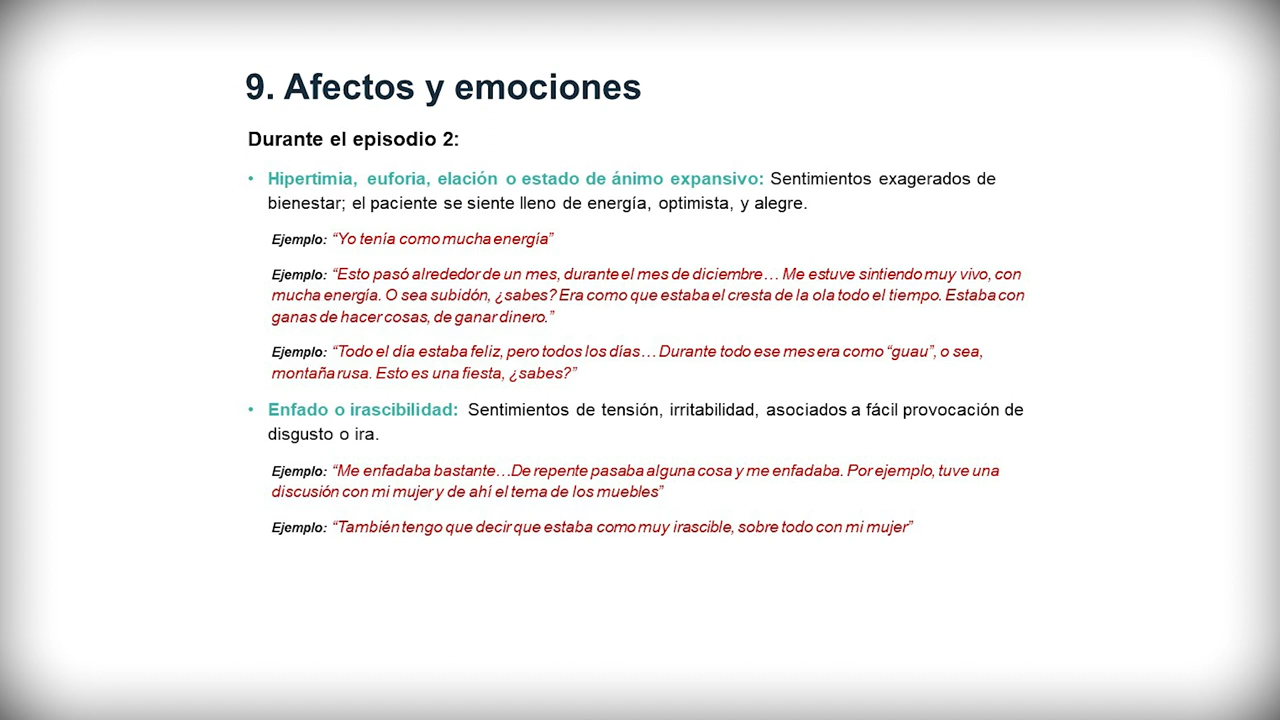 9. Afectos y emociones
Durante el episodio 2:
• Hipertimia, euforia, elación o estado de ánimo expansivo: Sentimientos exagerados de
bienestar; el paciente se siente lleno de energía, optimista, y alegre.
Ejemplo: “Yo tenía como mucha energía”
Ejemplo: “Esto pasó alrededor de un mes, durante el mes de diciembre… Me estuve sintiendo muy vivo, con
mucha energía. O sea subidón, ¿sabes? Era como que estaba el cresta de la ola todo el tiempo. Estaba con
ganas de hacer cosas, de ganar dinero.”
Ejemplo: “Todo el día estaba feliz, pero todos los días… Durante todo ese mes era como “guau”, o sea,
montaña rusa. Esto es una fiesta, ¿sabes?”
• Enfado o irascibilidad: Sentimientos de tensión, irritabilidad, asociados a fácil provocación de
disgusto o ira.
Ejemplo: “Me enfadaba bastante…De repente pasaba alguna cosa y me enfadaba. Por ejemplo, tuve una
discusión con mi mujer y de ahí el tema de los muebles”
Ejemplo: “También tengo que decir que estaba como muy irascible, sobre todo con mi mujer”